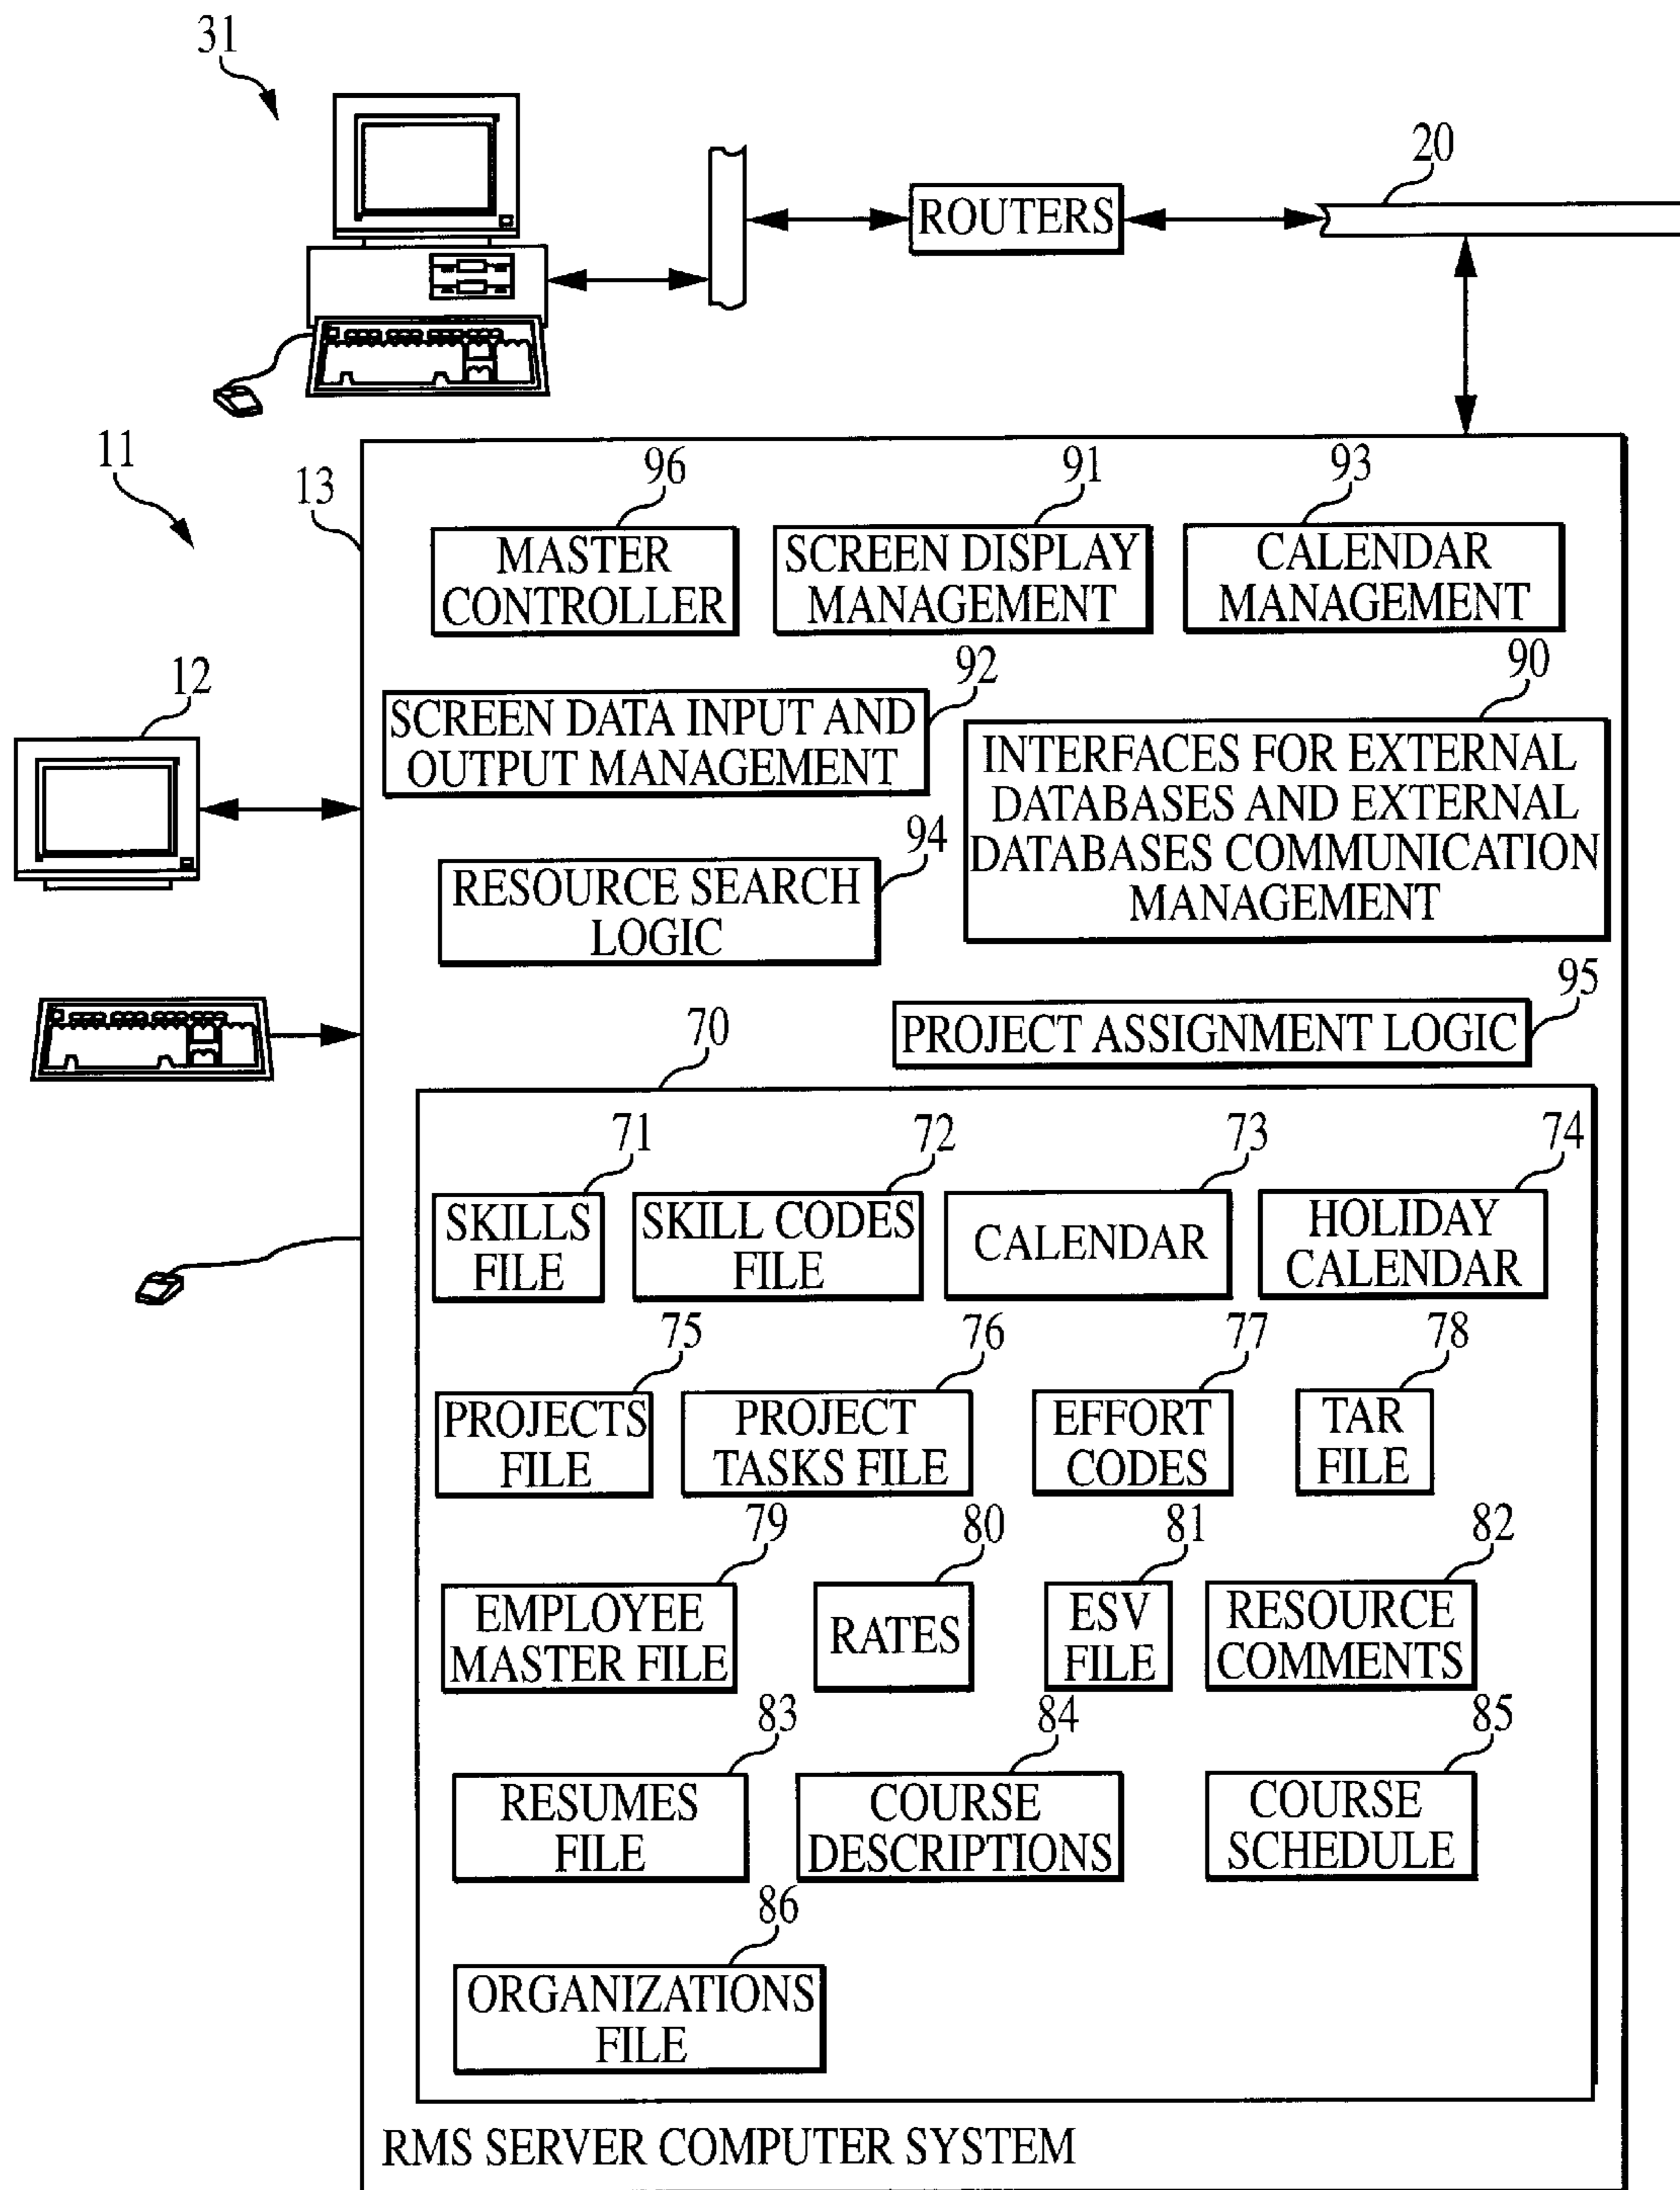 31
20
ROUTERS
11
13
96
91
93
MASTER
CONTROLLER
SCREEN DISPLAY
MANAGEMENT
CALENDAR
MANAGEMENT
12
92
90
SCREEN DATA INPUT AND
OUTPUT MANAGEMENT
INTERFACES FOR EXTERNAL
DATABASES AND EXTERNAL
DATABASES COMMUNICATION
MANAGEMENT
94
RESOURCE SEARCH
LOGIC
95
PROJECT ASSIGNMENT LOGIC
70
71
72
73
74
SKILLS
FILE
SKILL CODES
FILE
CALENDAR
HOLIDAY
CALENDAR
75
76
77
78
PROJECTS
FILE
PROJECT
TASKS FILE
EFFORT
CODES
TAR
FILE
79
80
81
82
EMPLOYEE
MASTER FILE
RATES
ESV
FILE
RESOURCE
COMMENTS
83
84
85
RESUMES
FILE
COURSE
DESCRIPTIONS
COURSE
SCHEDULE
86
ORGANIZATIONS
FILE
RMS SERVER COMPUTER SYSTEM